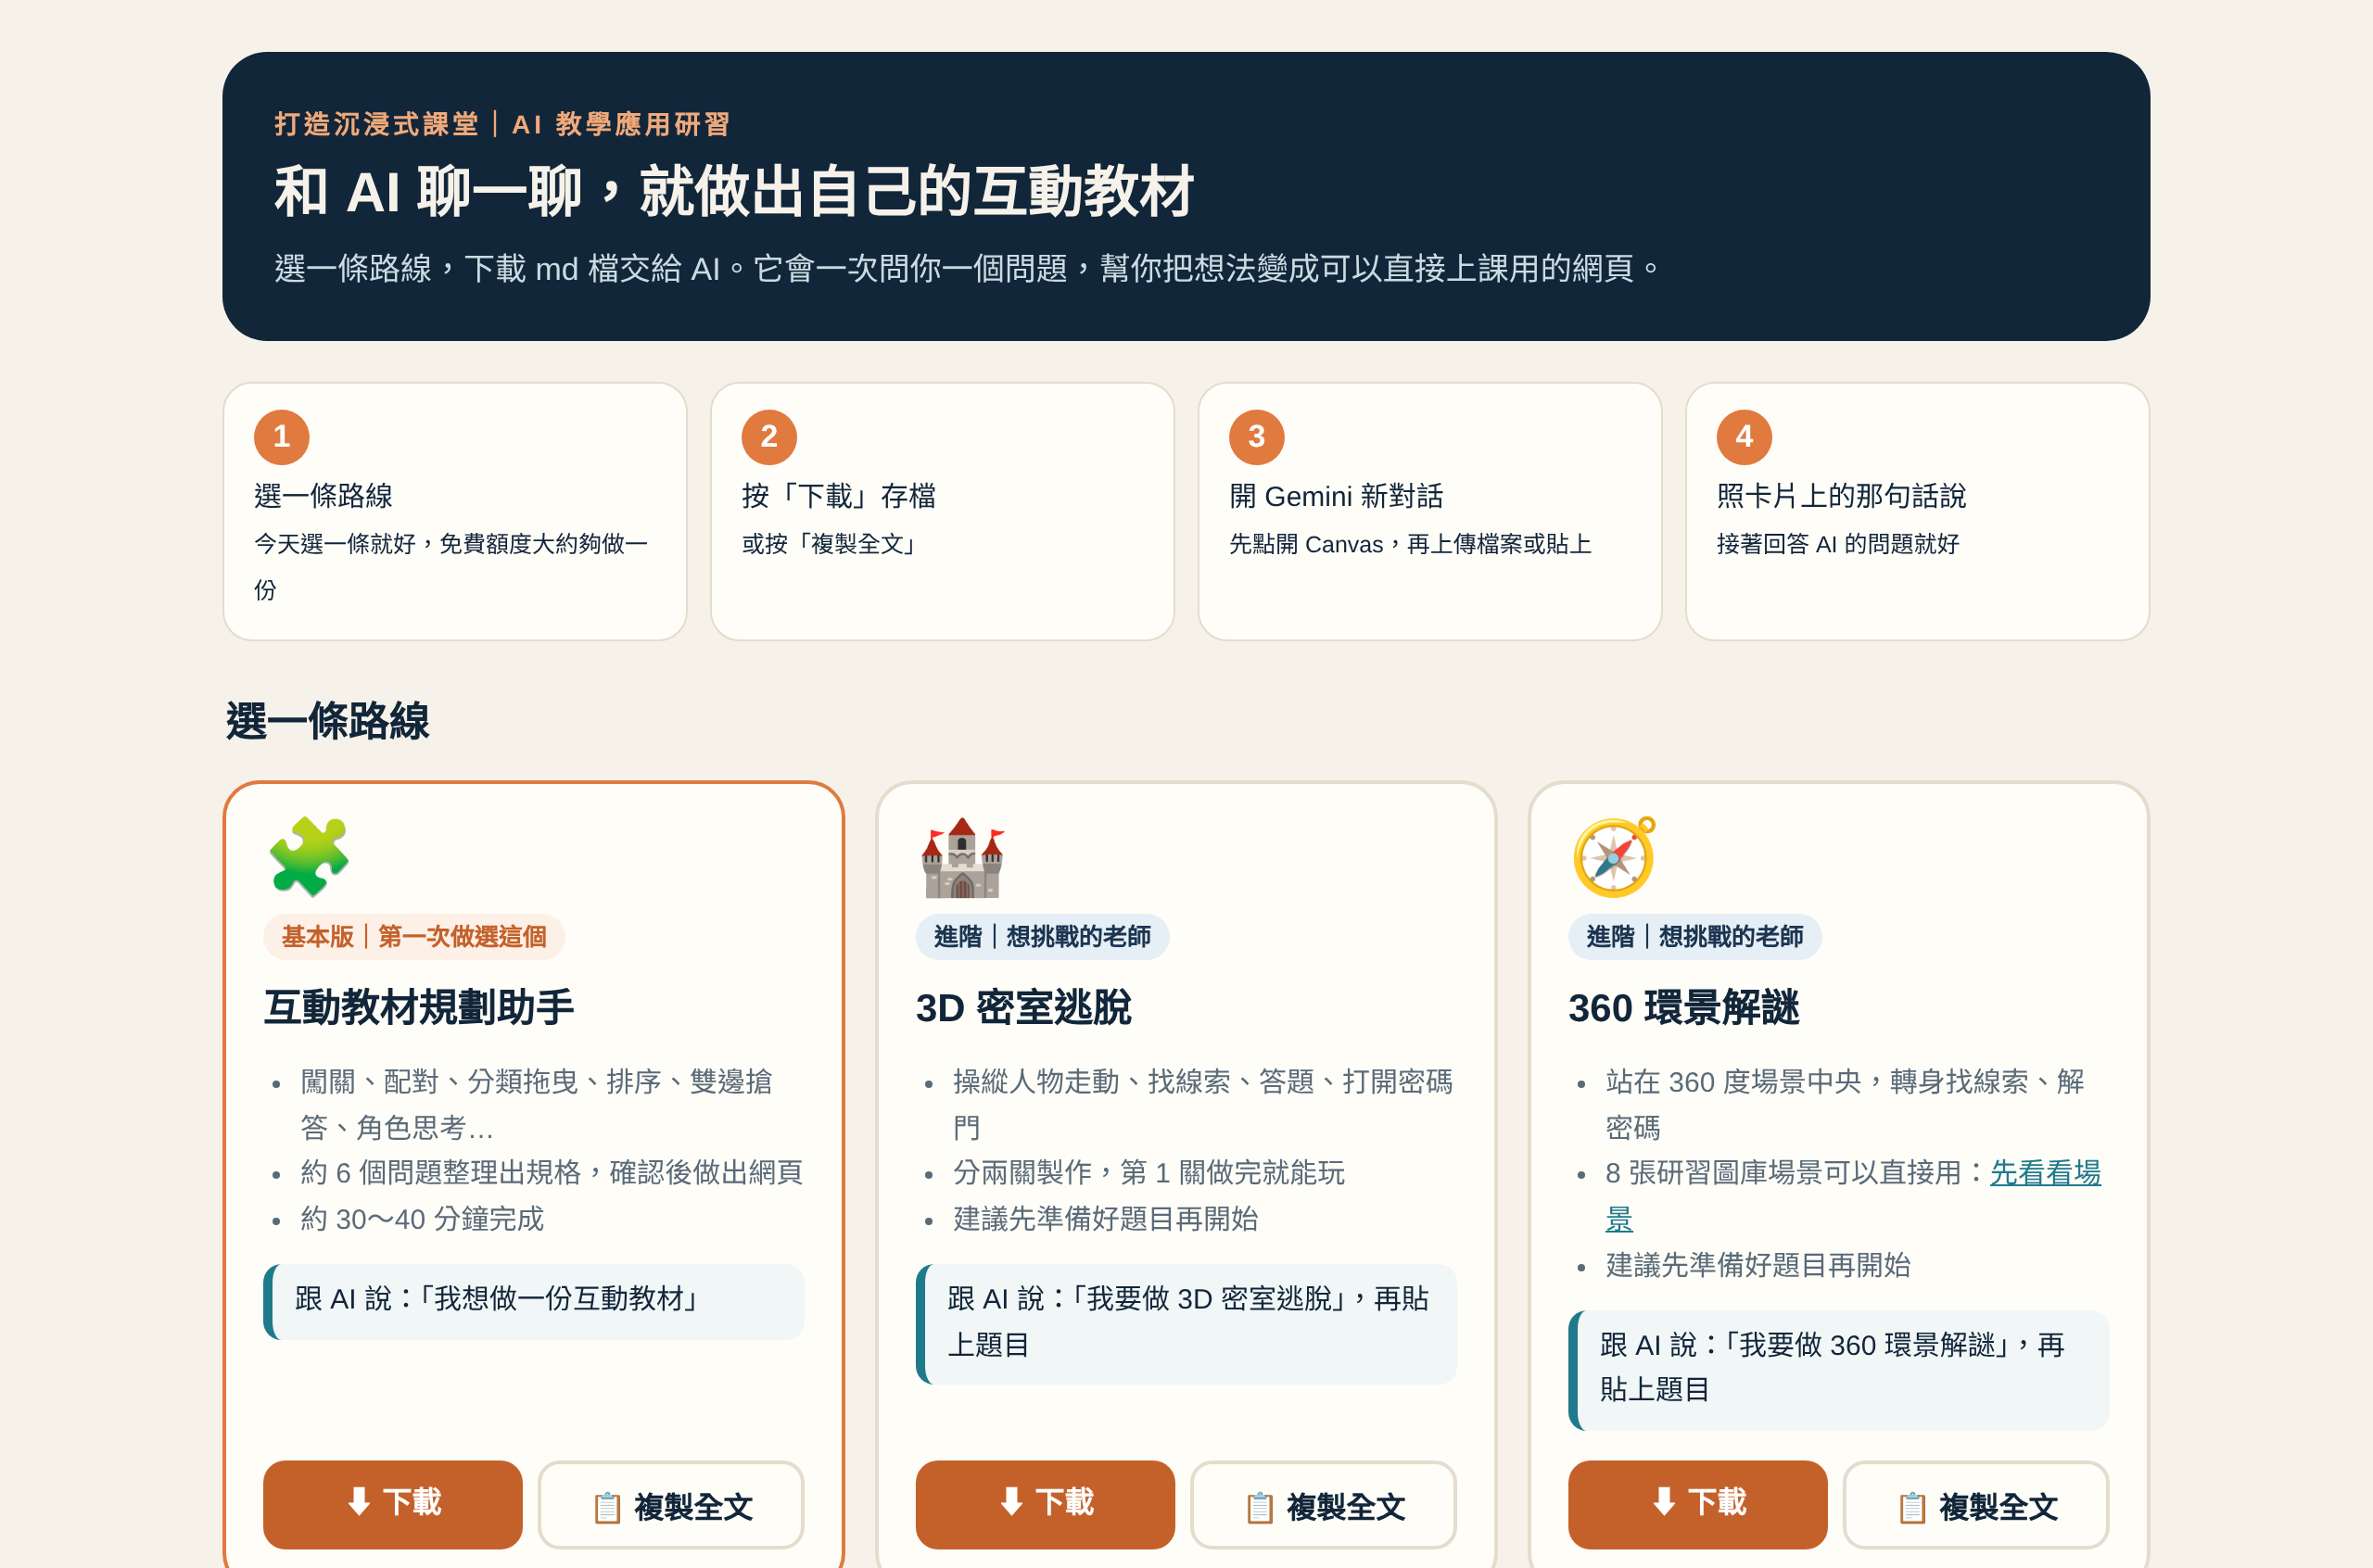 打造沉浸式課堂｜AI 教學應用研習
和 AI 聊一聊，就做出自己的互動教材
選一條路線，下載 md 檔交給 AI。它會一次問你一個問題，幫你把想法變成可以直接上課用的網頁。
1
選一條路線
今天選一條就好，免費額度大約夠做一
份
2
按「下載」存檔
或按「複製全文」
3
開 Gemini 新對話
先點開 Canvas，再上傳檔案或貼上
4
照卡片上的那句話說
接著回答 AI 的問題就好
選一條路線
基本版｜第一次做選這個
互動教材規劃助手
• 闖關、配對、分類拖曳、排序、雙邊搶
答、角色思考…
• 約 6 個問題整理出規格，確認後做出網頁
• 約 30～40 分鐘完成
跟 AI 說：「我想做一份互動教材」
⬇ 下載
📋 複製全文
進階｜想挑戰的老師
3D 密室逃脫
• 操縱人物走動、找線索、答題、打開密碼
門
• 分兩關製作，第 1 關做完就能玩
• 建議先準備好題目再開始
跟 AI 說：「我要做 3D 密室逃脫」，再貼
上題目
⬇ 下載
📋 複製全文
進階｜想挑戰的老師
360 環景解謎
• 站在 360 度場景中央，轉身找線索、解
密碼
• 8 張研習圖庫場景可以直接用：先看看場
景
• 建議先準備好題目再開始
跟 AI 說：「我要做 360 環景解謎」，再
貼上題目
⬇ 下載
📋 複製全文